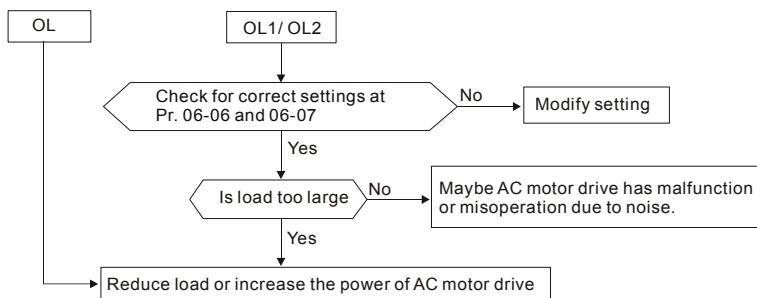 OL
OL1/ OL2
Check for correct settings at
Pr. 06-06 and 06-07
No
Modify setting
Yes
Is load too large
No
Maybe AC motor drive has malfunction
or misoperation due to noise.
Yes
Reduce load or increase the power of AC motor drive